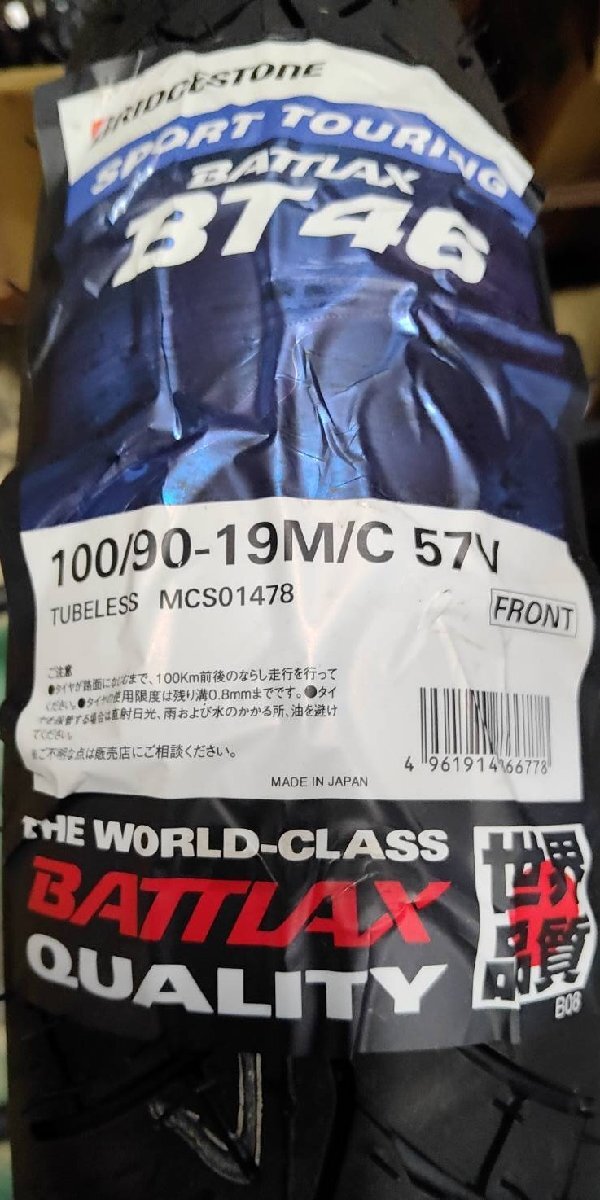 BRIDGESTONE
SPORT TOURING
BATTLAX
BT46
100/90-19M/C 57V
TUBELESS MCS01478
FRONT
ご注意
●タイヤが路面になじむまで、100Km前後のならし走行を行って
ください。●タイヤの使用限度は残り溝0.8mmまでです。●タイ
ヤを保管する場合は直射日光、雨および水のかかる所、油を避け
てください。
※ご不明な点は販売店にご相談ください。
4 961914 866778
MADE IN JAPAN
THE WORLD-CLASS
BATTLAX
QUALITY
世界
品質
B08